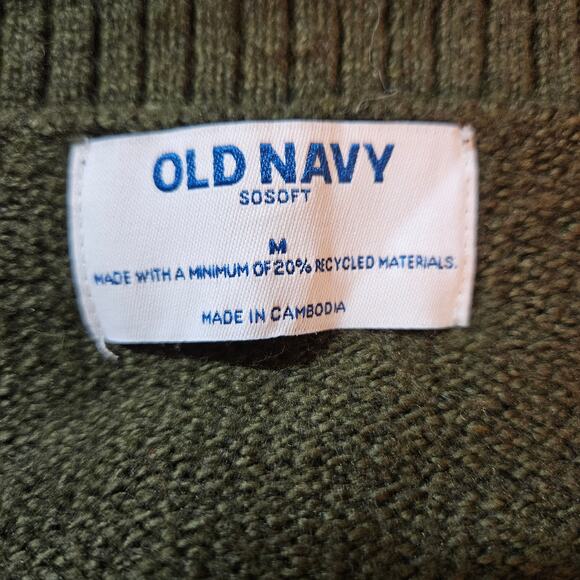 OLD NAVY
SOSOFT
M
MADE WITH A MINIMUM OF 20% RECYCLED MATERIALS.
MADE IN CAMBODIA